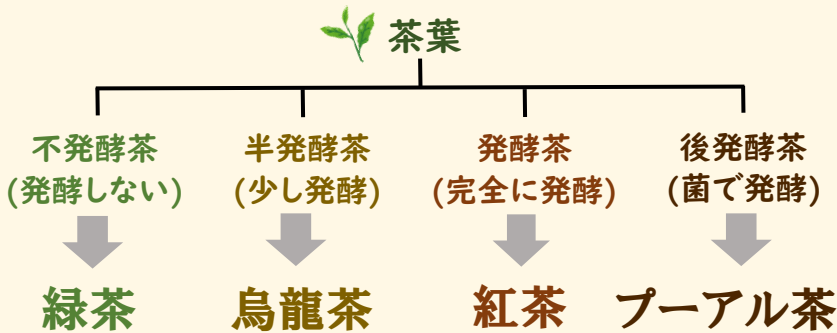 茶葉
不発酵茶
(発酵しない)
半発酵茶
(少し発酵)
発酵茶
(完全に発酵)
後発酵茶
(菌で発酵)
緑茶
烏龍茶
紅茶
プーアル茶